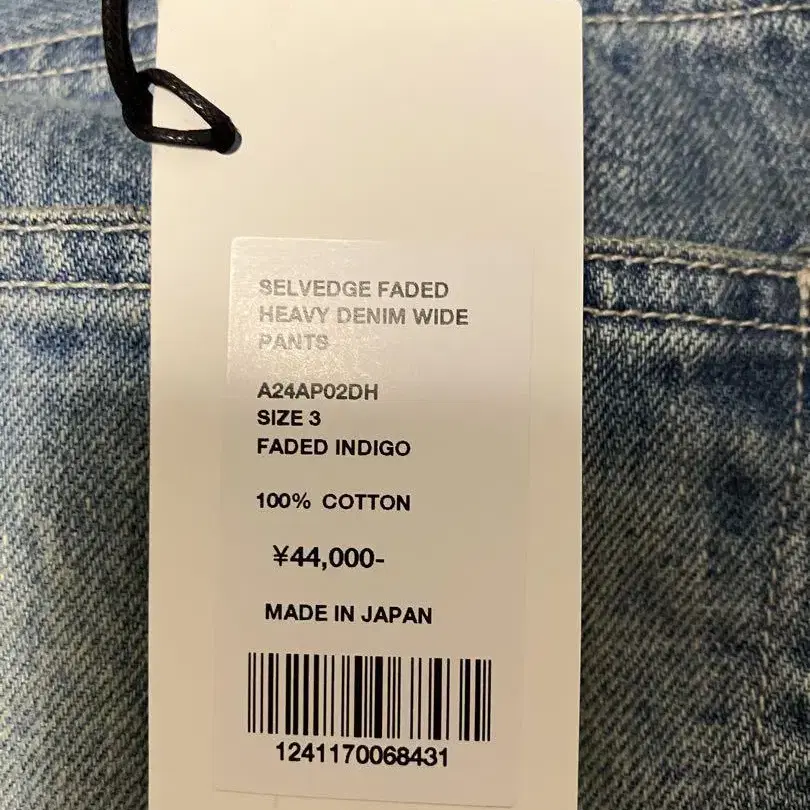 SELVEDGE FADED
HEAVY DENIM WIDE
PANTS
A24AP02DH
SIZE 3
FADED INDIGO
100% COTTON
¥44,000-
MADE IN JAPAN
1241170068431